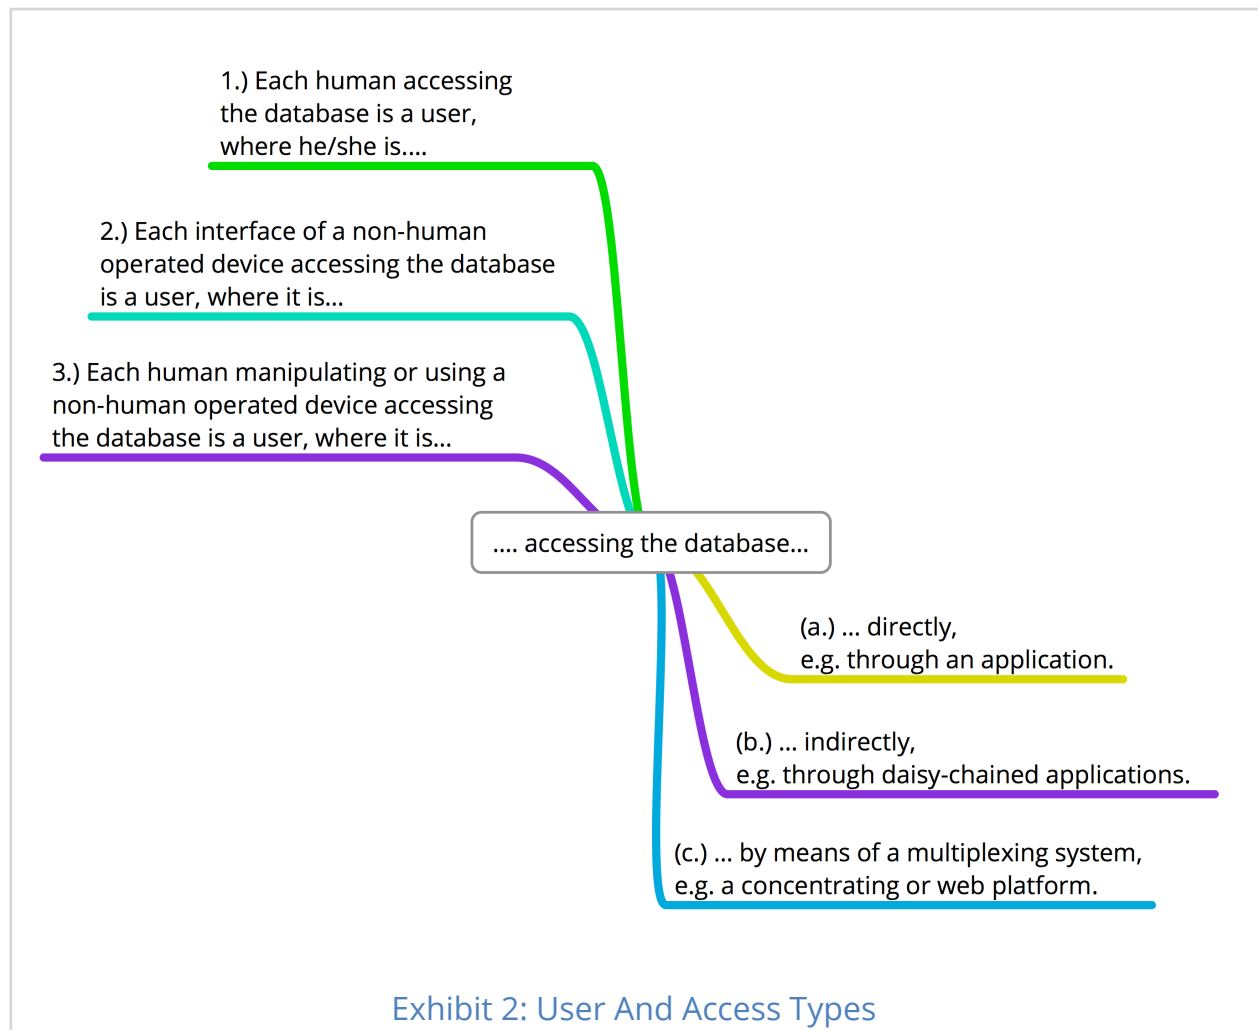 1.) Each human accessing
the database is a user,
where he/she is....
2.) Each interface of a non-human
operated device accessing the database
is a user, where it is...
3.) Each human manipulating or using a
non-human operated device accessing
the database is a user, where it is...
.... accessing the database...
(a.) ... directly,
e.g. through an application.
(b.) ... indirectly,
e.g. through daisy-chained applications.
(c.) ... by means of a multiplexing system,
e.g. a concentrating or web platform.
Exhibit 2: User And Access Types